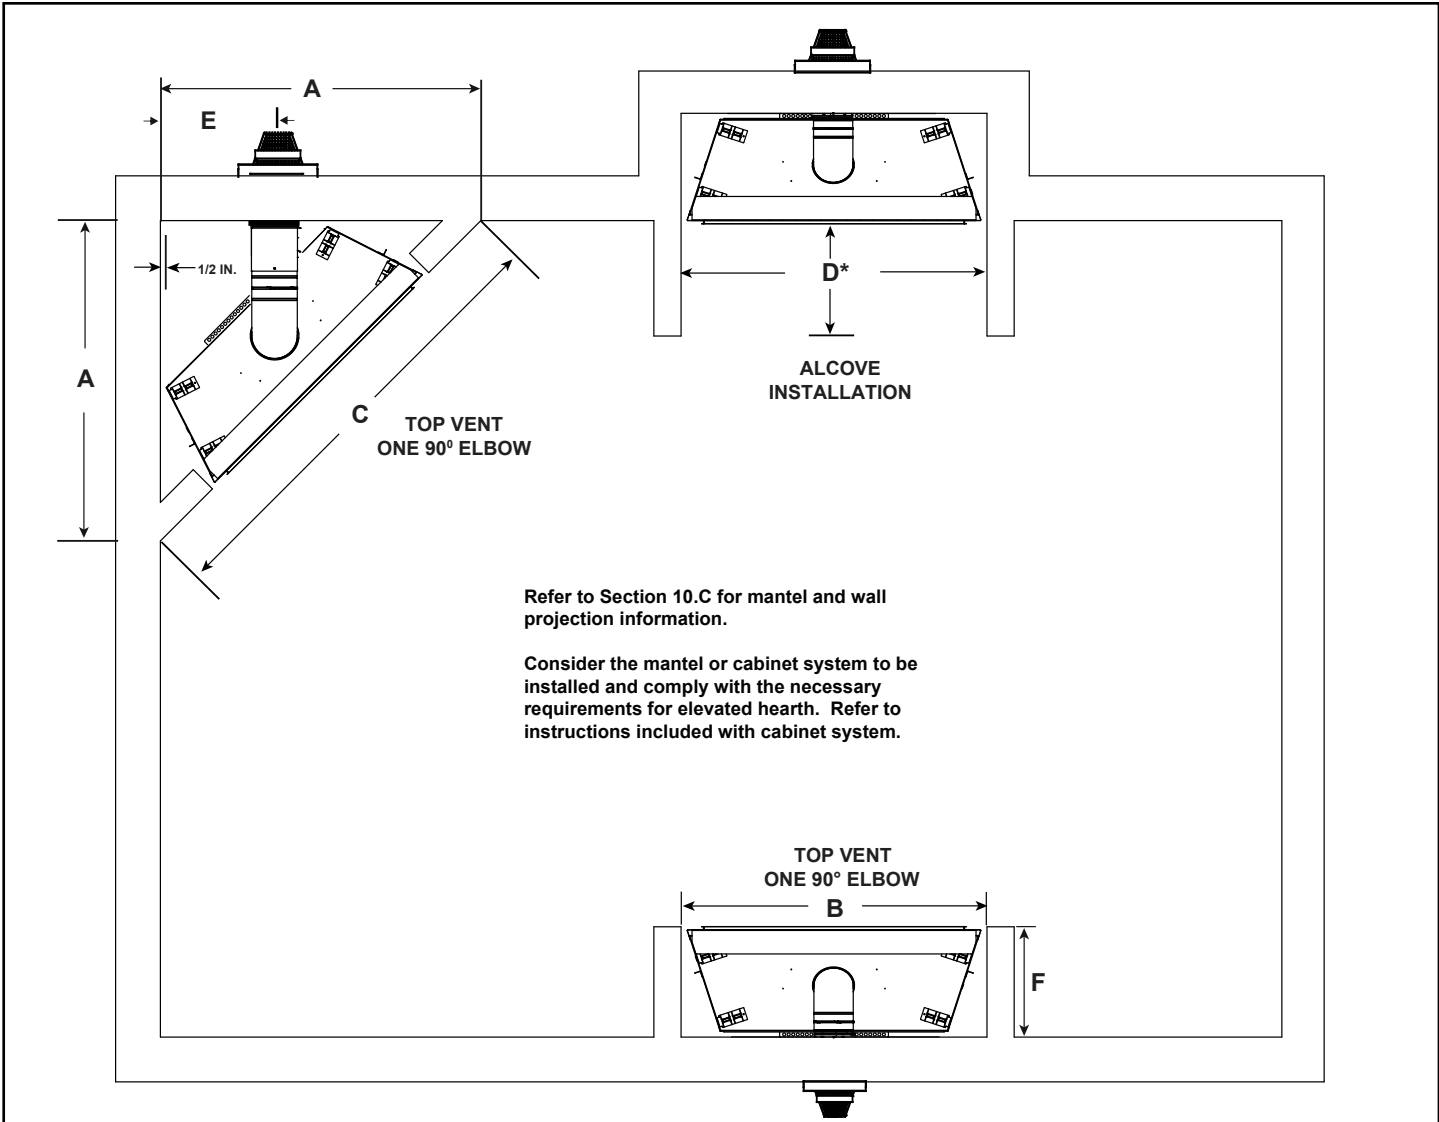 A
E
1/2 IN.
D*
ALCOVE
INSTALLATION
A
C
TOP VENT
ONE 90⁰ ELBOW
Refer to Section 10.C for mantel and wall
projection information.
Consider the mantel or cabinet system to be
installed and comply with the necessary
requirements for elevated hearth.  Refer to
instructions included with cabinet system.
TOP VENT
ONE 90° ELBOW
B
F